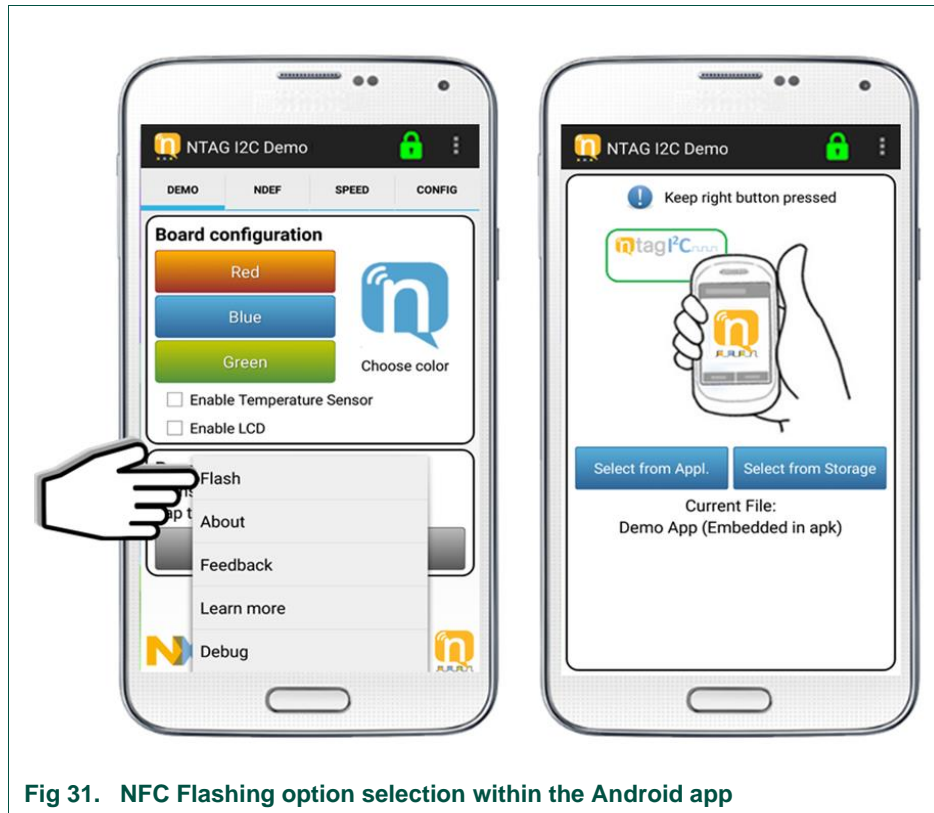 NTAG I2C Demo
DEMO NDEF SPEED CONFIG
Board configuration
Red
Blue
Green
Choose color
Enable Temperature Sensor
Enable LCD
Flash
About
Feedback
Learn more
Debug
NTAG I2C Demo
Keep right button pressed
ntag I²C
Select from Appl.
Select from Storage
Current File:
Demo App (Embedded in apk)
Fig 31. NFC Flashing option selection within the Android app